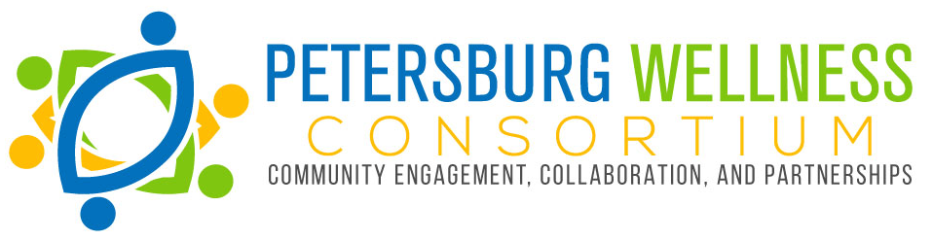 PETERSBURG WELLNESS
CONSORTIUM
COMMUNITY ENGAGEMENT, COLLABORATION, AND PARTNERSHIPS